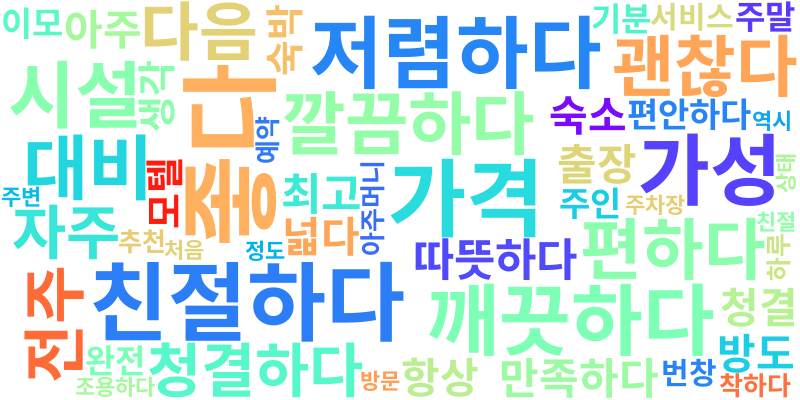 이모
아주
다음
숙박
저렴하다
기분
서비스
주말
시설
생각
좋다
깔끔하다
괜찮다
숙소
편안하다
역시
예약
대비
모텔
최고
가격
출장
가성
상태
주변
자주
추천
처음
정도
넓다
아주머니
주인
주차장
친절
따뜻하다
편하다
하루
전주
친절하다
깨끗하다
청결
완전
청결하다
조용하다
방문
항상
만족하다
번창
방도
착하다